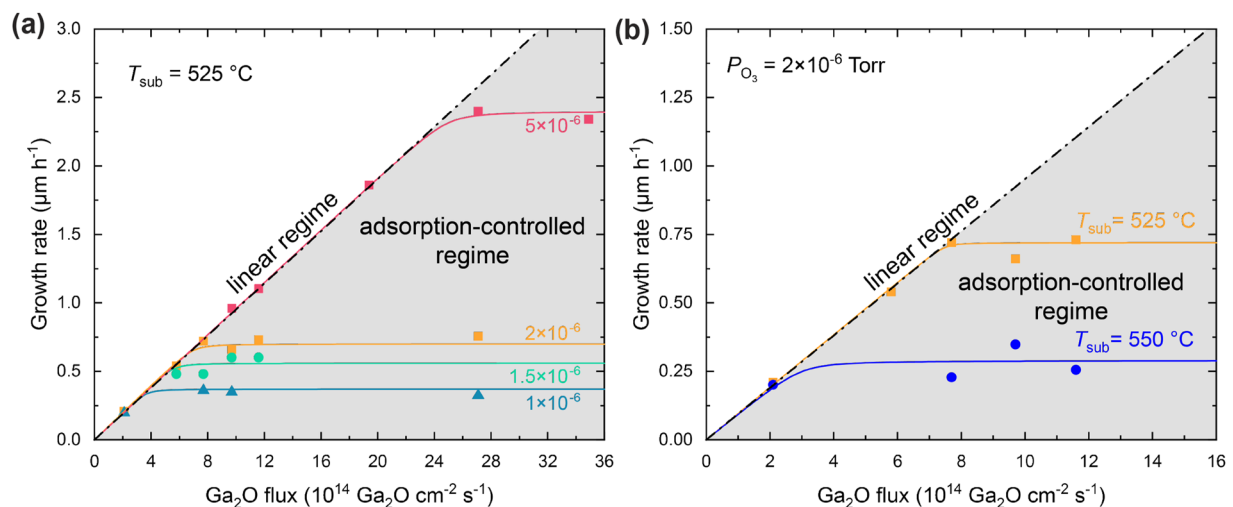 (a)
T_sub = 525 °C
linear regime
adsorption-controlled
regime
5×10⁻⁶
2×10⁻⁶
1.5×10⁻⁶
1×10⁻⁶
Growth rate (μm h⁻¹)
3.0
2.5
2.0
1.5
1.0
0.5
0.0
0 4 8 12 16 20 24 28 32 36
Ga₂O flux (10¹⁴ Ga₂O cm⁻² s⁻¹)
(b)
P_O₃ = 2×10⁻⁶ Torr
linear regime
T_sub = 525 °C
adsorption-controlled
regime
T_sub = 550 °C
Growth rate (μm h⁻¹)
1.50
1.25
1.00
0.75
0.50
0.25
0.00
0 2 4 6 8 10 12 14 16
Ga₂O flux (10¹⁴ Ga₂O cm⁻² s⁻¹)